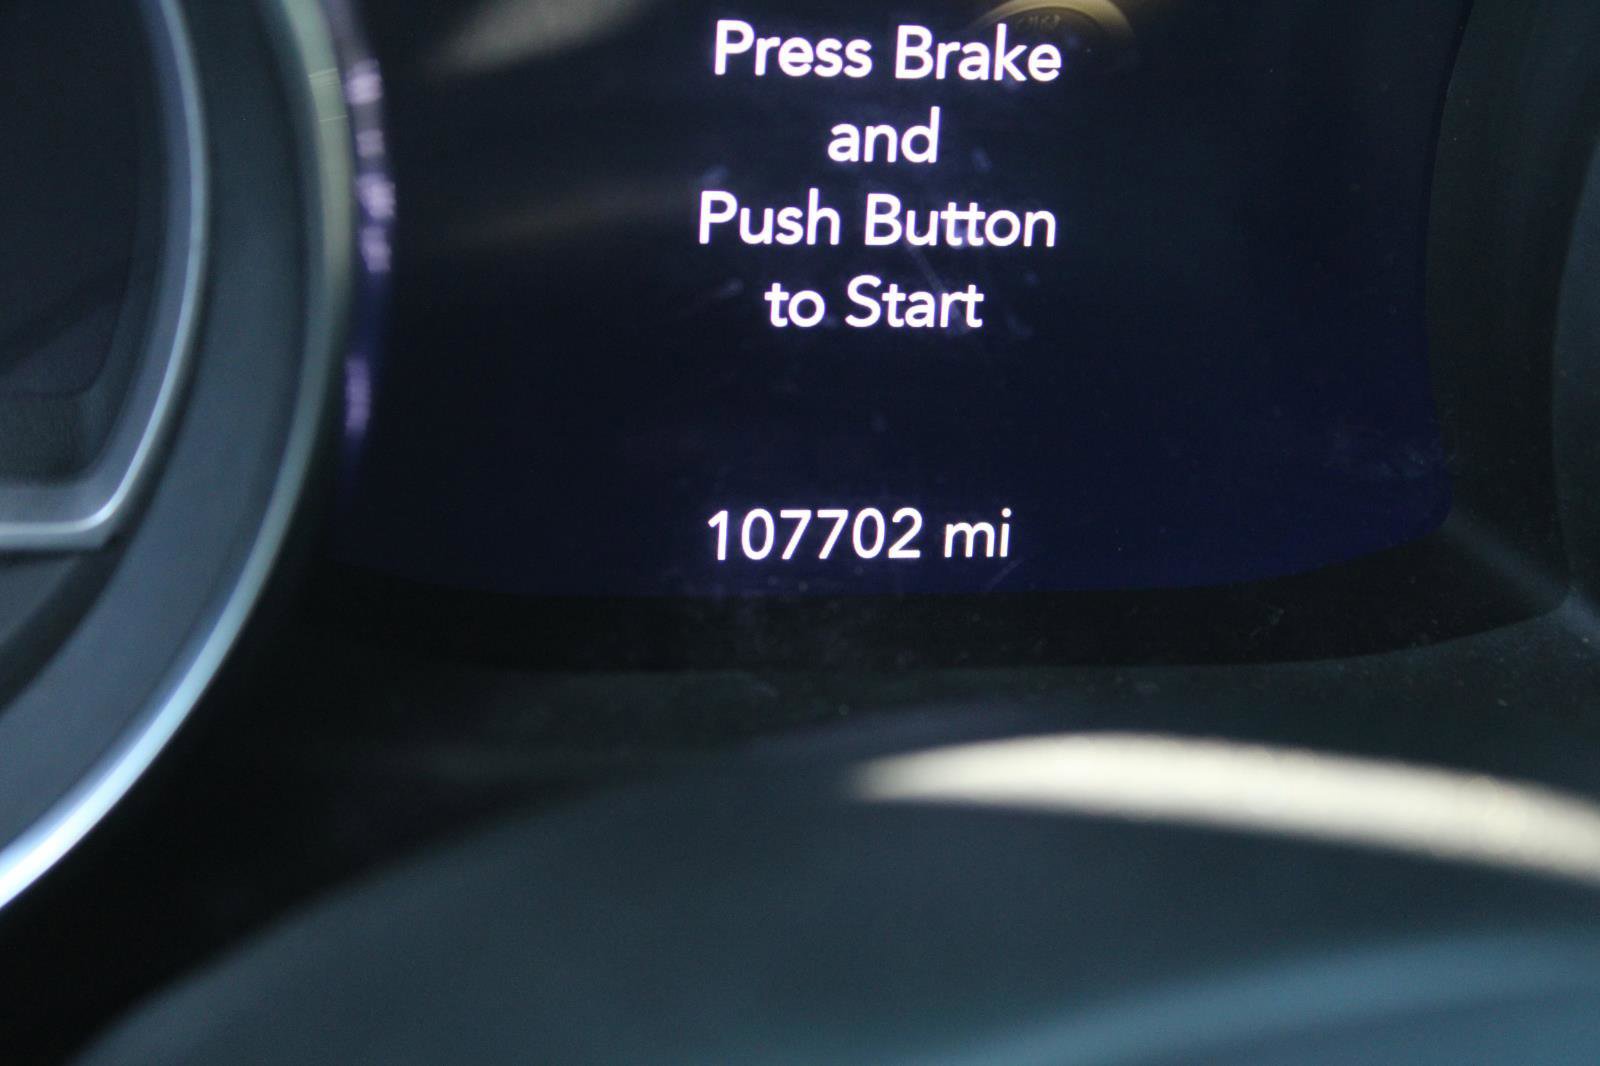 Press Brake
and
Push Button
to Start
107702 mi